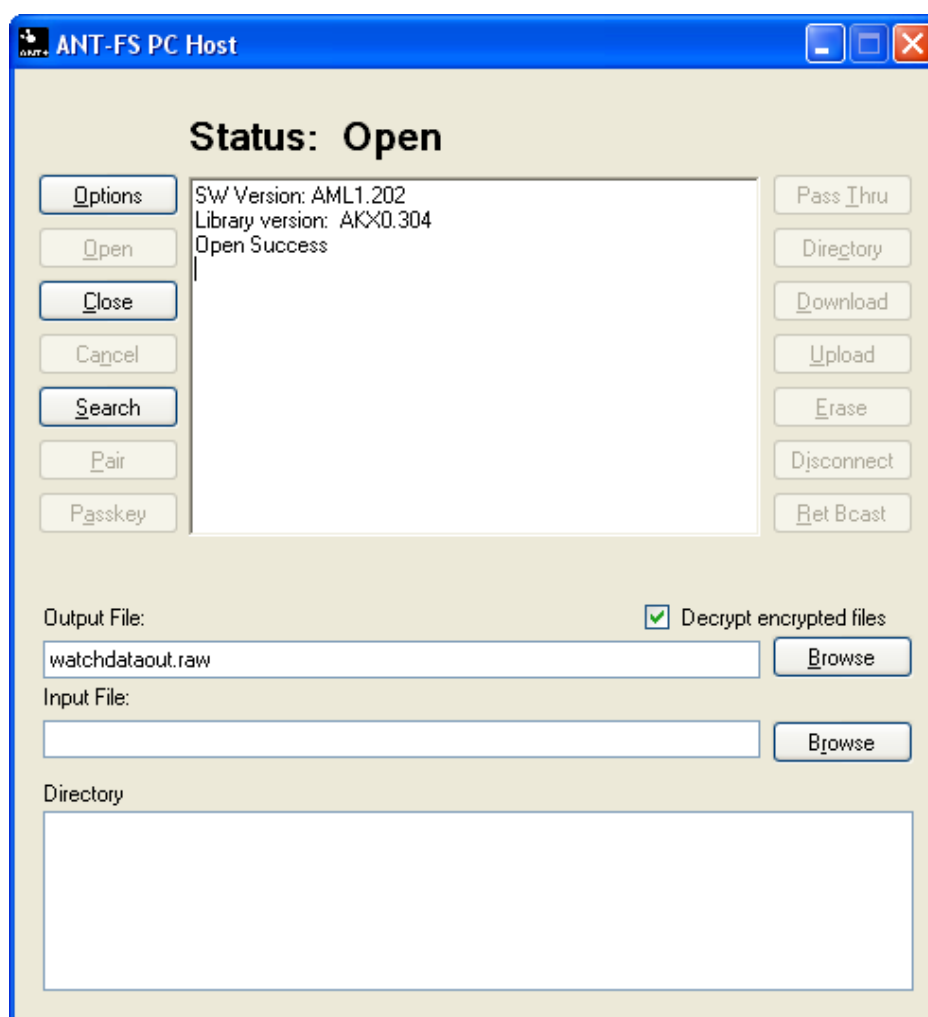 ANT+ ANT-FS PC Host
Status: Open
Options
Open
Close
Cancel
Search
Pair
Passkey
SW Version: AML1.202
Library version: AKX0.304
Open Success
Pass Thru
Directory
Download
Upload
Erase
Disconnect
Ret Bcast
Output File:
Decrypt encrypted files
watchdataout.raw
Browse
Input File:
Browse
Directory